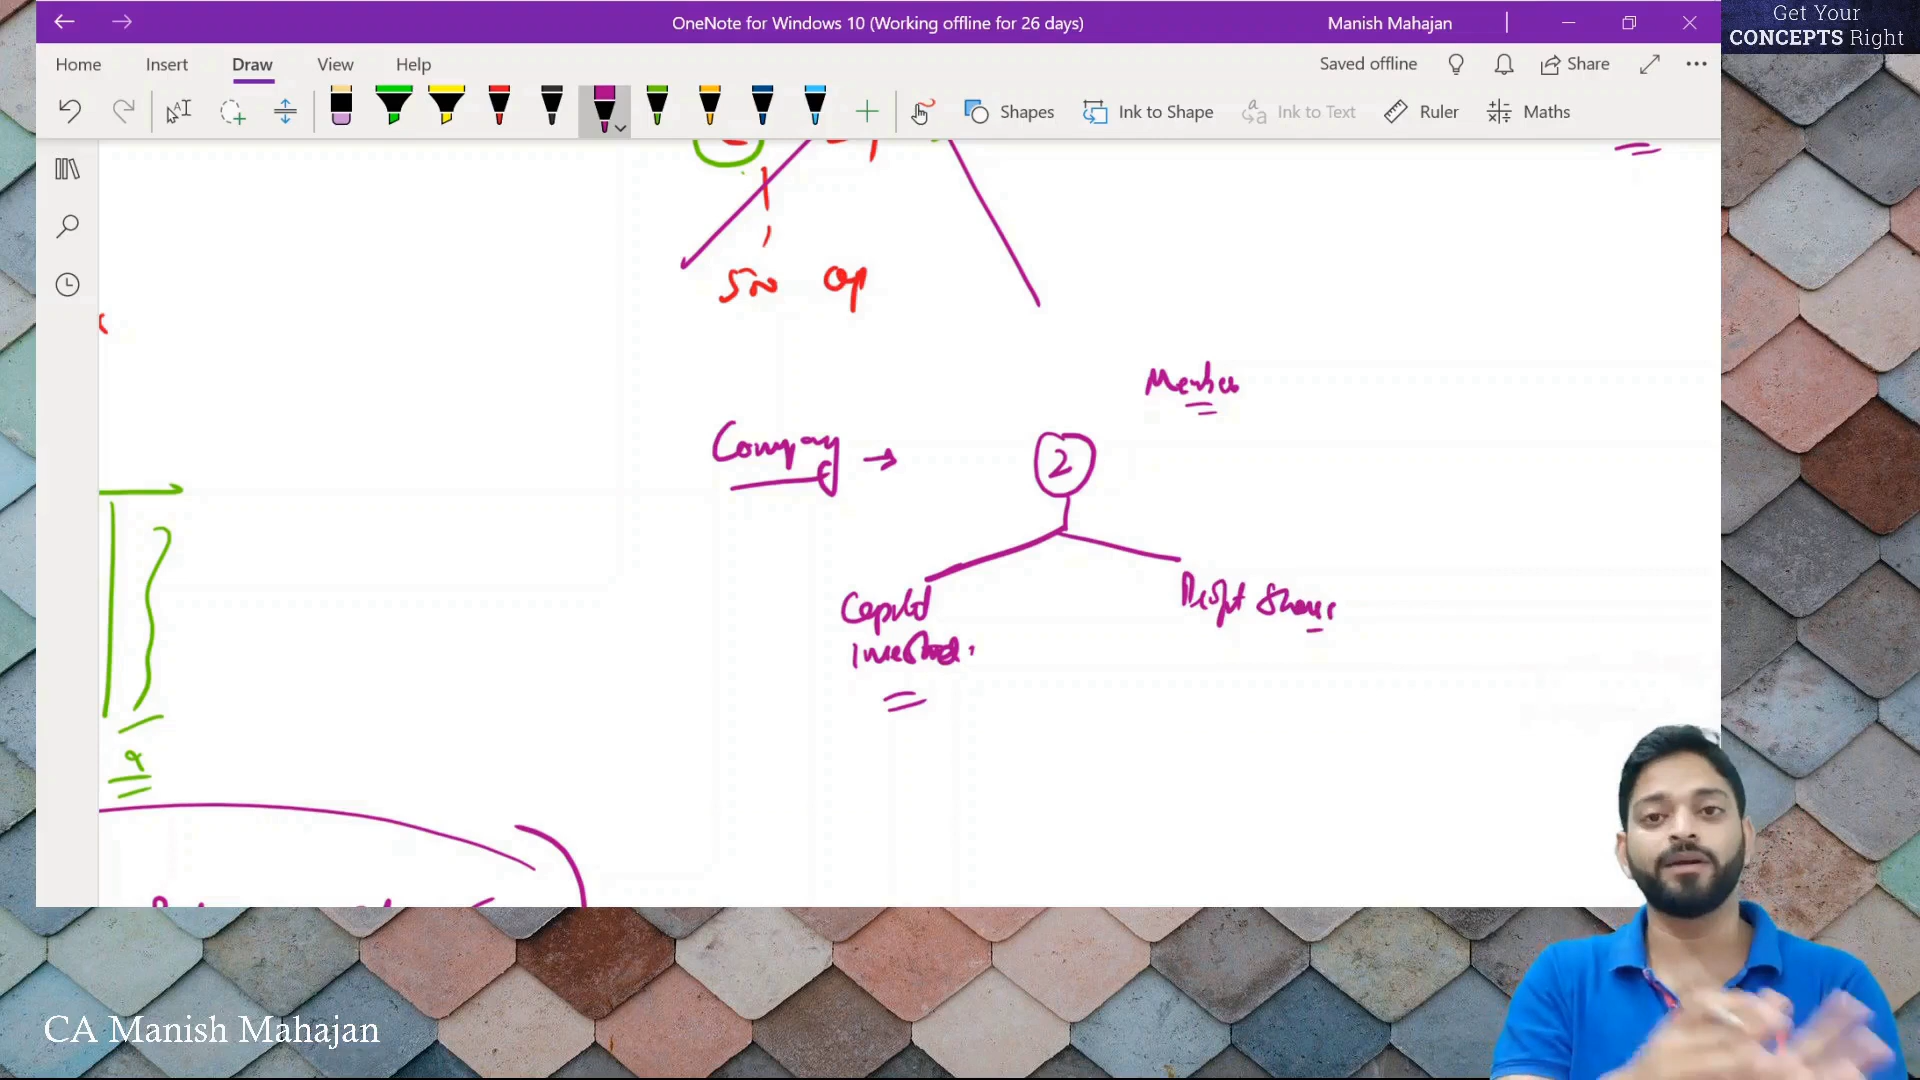 Get Your
CONCEPTS Right
OneNote for Windows 10 (Working offline for 26 days)
Manish Mahajan
Home Insert Draw View Help
Saved offline
Share
Shapes
Ink to Shape
Ink to Text
Ruler
Maths
Member
Company →
2
Capital
Profit Share
CA Manish Mahajan